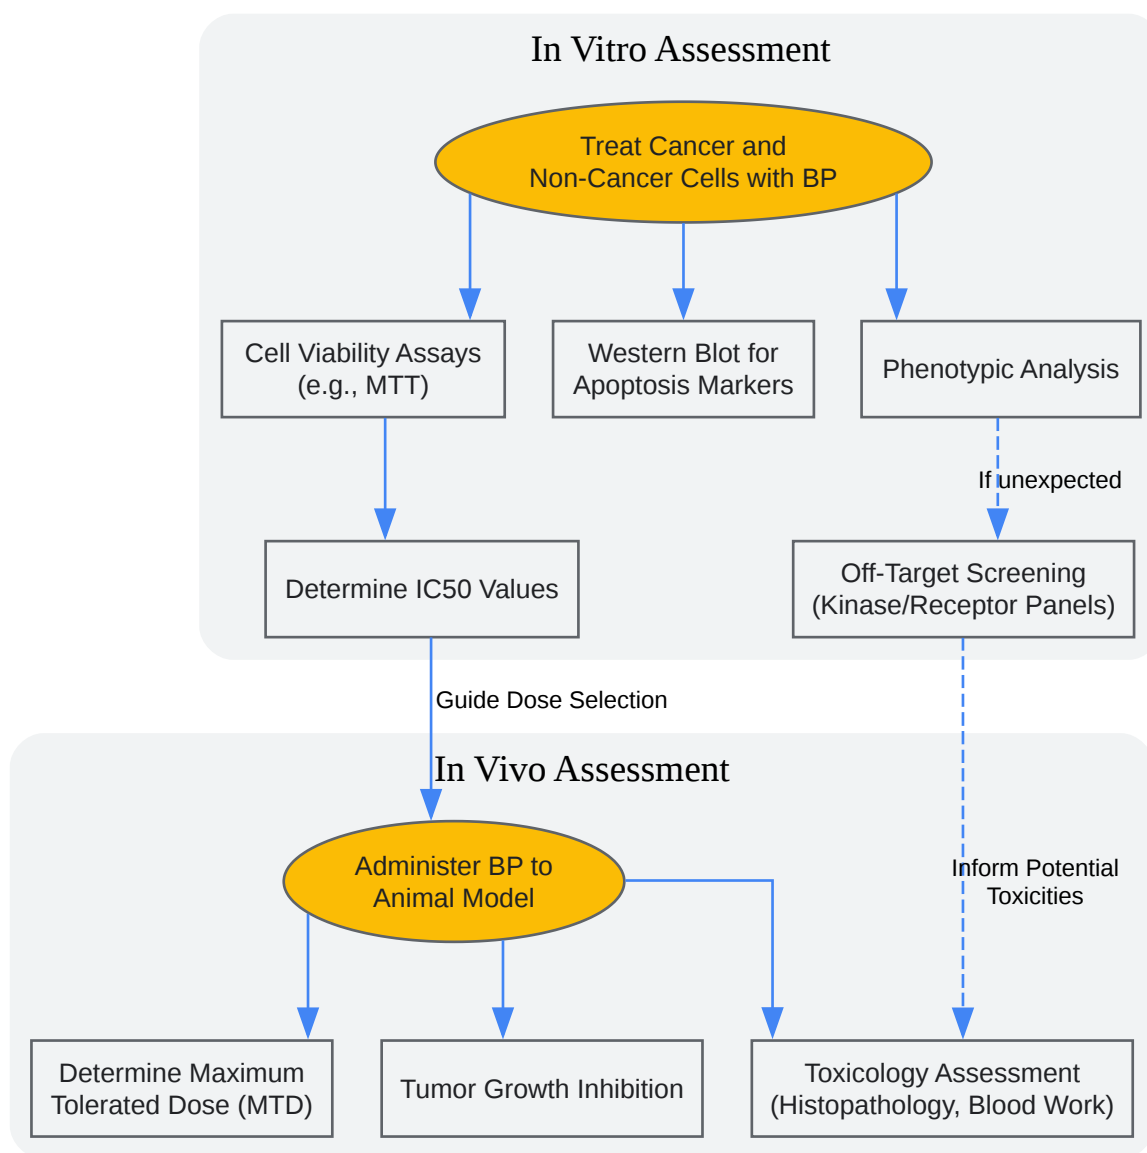 In Vitro Assessment
Treat Cancer and
Non-Cancer Cells with BP
Cell Viability Assays
(e.g., MTT)
Western Blot for
Apoptosis Markers
Phenotypic Analysis
If unexpected
Determine IC50 Values
Off-Target Screening
(Kinase/Receptor Panels)
Guide Dose Selection
In Vivo Assessment
Administer BP to
Animal Model
Inform Potential
Toxicities
Determine Maximum
Tolerated Dose (MTD)
Tumor Growth Inhibition
Toxicology Assessment
(Histopathology, Blood Work)